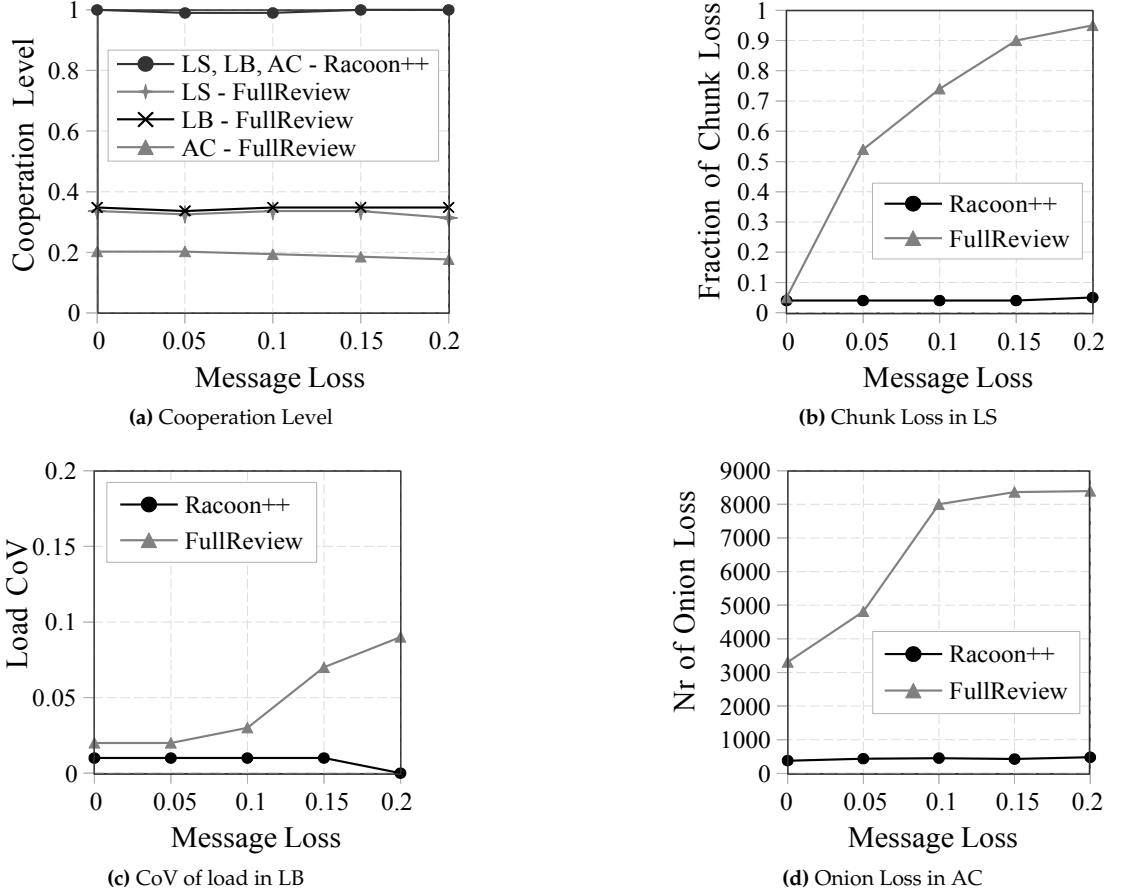 1
0.8
0.6
0.4
0.2
0
Cooperation Level
LS, LB, AC - Racoon++
LS - FullReview
LB - FullReview
AC - FullReview
0 0.05 0.1 0.15 0.2
Message Loss
(a) Cooperation Level
1
0.9
0.8
0.7
0.6
0.5
0.4
0.3
0.2
0.1
0
Fraction of Chunk Loss
Racoon++
FullReview
0 0.05 0.1 0.15 0.2
Message Loss
(b) Chunk Loss in LS
0.2
0.15
0.1
0.05
0
Load CoV
Racoon++
FullReview
0 0.05 0.1 0.15 0.2
Message Loss
(c) CoV of load in LB
9000
8000
7000
6000
5000
4000
3000
2000
1000
0
Nr of Onion Loss
Racoon++
FullReview
0 0.05 0.1 0.15 0.2
Message Loss
(d) Onion Loss in AC